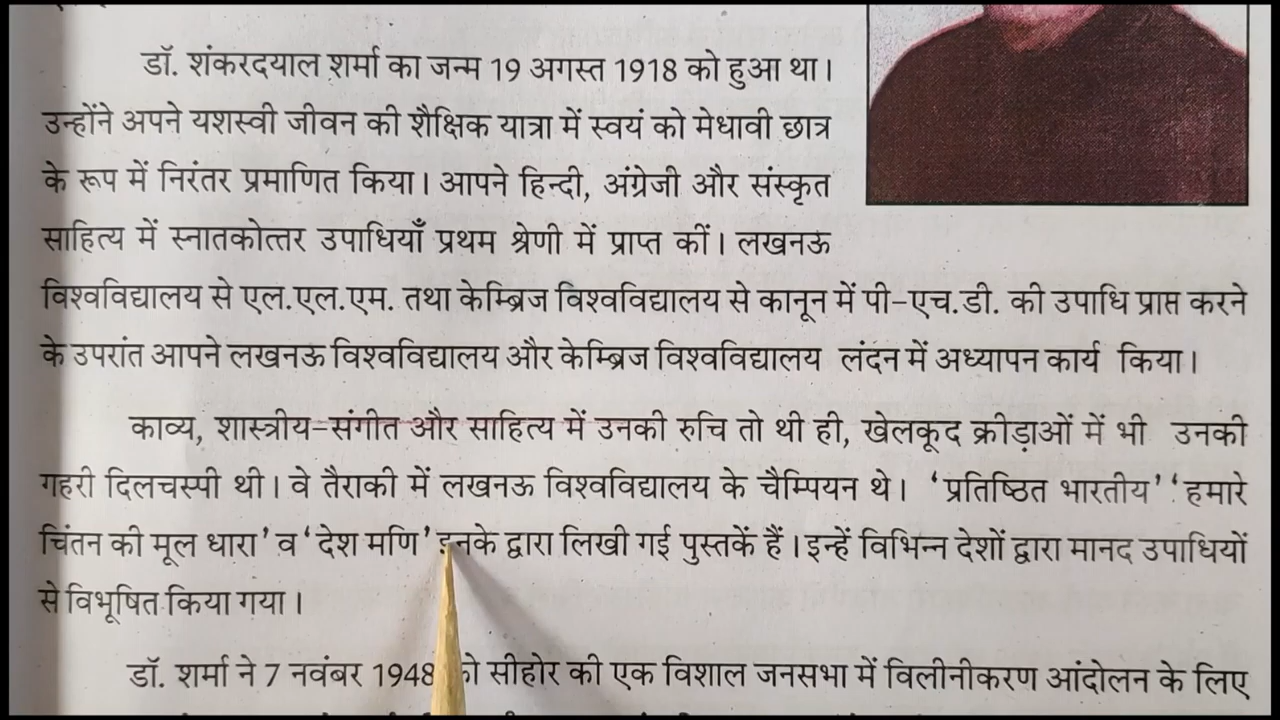 डॉ. शंकरदयाल शर्मा का जन्म 19 अगस्त 1918 को हुआ था।
उन्होंने अपने यशस्वी जीवन की शैक्षिक यात्रा में स्वयं को मेधावी छात्र
के रूप में निरंतर प्रमाणित किया। आपने हिन्दी, अंग्रेजी और संस्कृत
साहित्य में स्नातकोत्तर उपाधियाँ प्रथम श्रेणी में प्राप्त कीं। लखनऊ
विश्वविद्यालय से एल.एल.एम. तथा केम्ब्रिज विश्वविद्यालय से कानून में पी-एच.डी. की उपाधि प्राप्त करने
के उपरांत आपने लखनऊ विश्वविद्यालय और केम्ब्रिज विश्वविद्यालय लंदन में अध्यापन कार्य किया।
काव्य, शास्त्रीय-संगीत और साहित्य में उनकी रुचि तो थी ही, खेलकूद क्रीड़ाओं में भी उनकी
गहरी दिलचस्पी थी। वे तैराकी में लखनऊ विश्वविद्यालय के चैम्पियन थे। ‘प्रतिष्ठित भारतीय’ ‘हमारे
चिंतन की मूल धारा’ व ‘देश मणि’ इनके द्वारा लिखी गई पुस्तकें हैं। इन्हें विभिन्न देशों द्वारा मानद उपाधियों
से विभूषित किया गया।
डॉ. शर्मा ने 7 नवंबर 1948 को सीहोर की एक विशाल जनसभा में विलीनीकरण आंदोलन के लिए